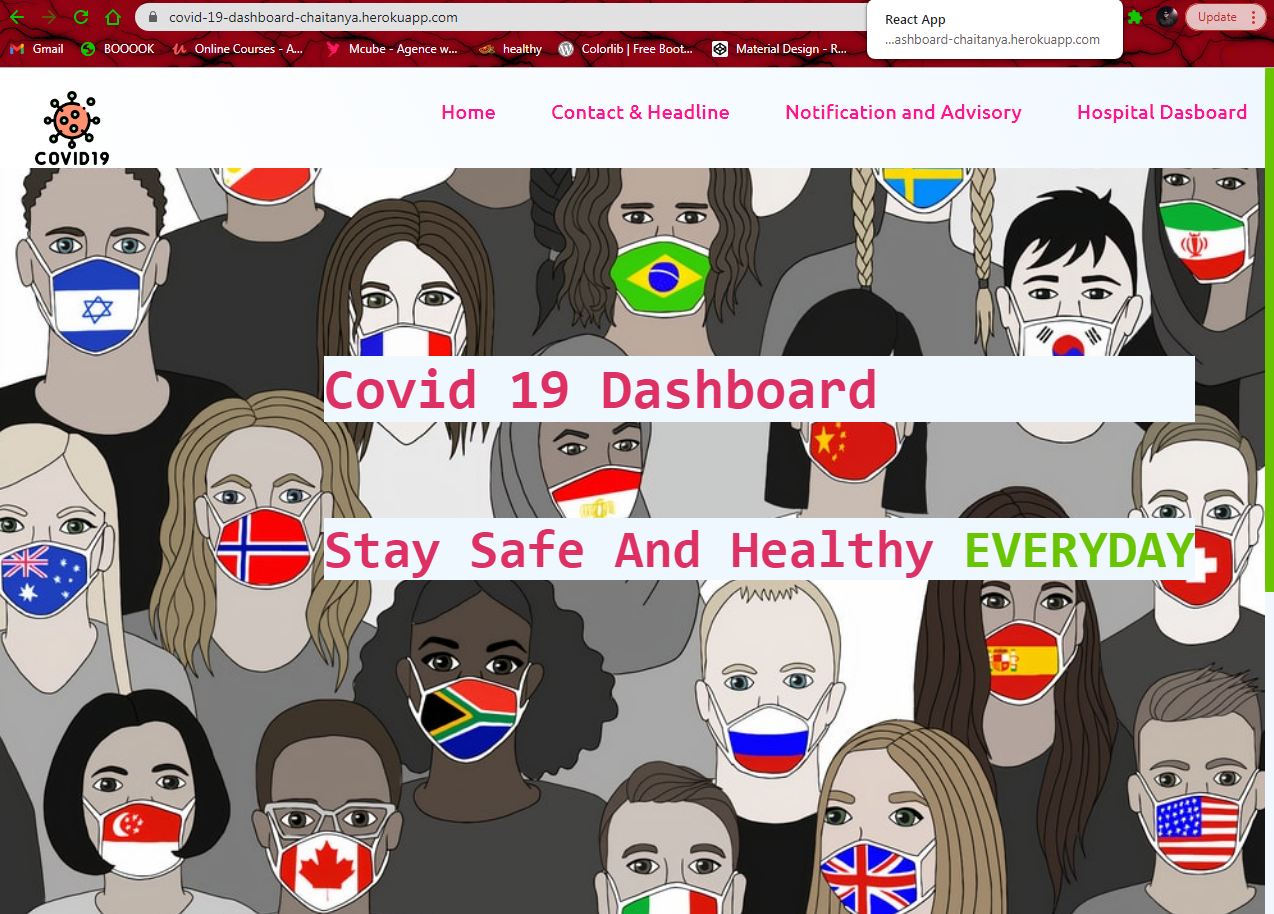 covid-19-dashboard-chaitanya.herokuapp.com
React App
...ashboard-chaitanya.herokuapp.com
Update
Gmail
BOOOOK
Online Courses - A...
Mcube - Agence w...
healthy
Colorlib | Free Boot...
Material Design - R...
COVID19
Home
Contact & Headline
Notification and Advisory
Hospital Dasboard
Covid 19 Dashboard
Stay Safe And Healthy EVERYDAY